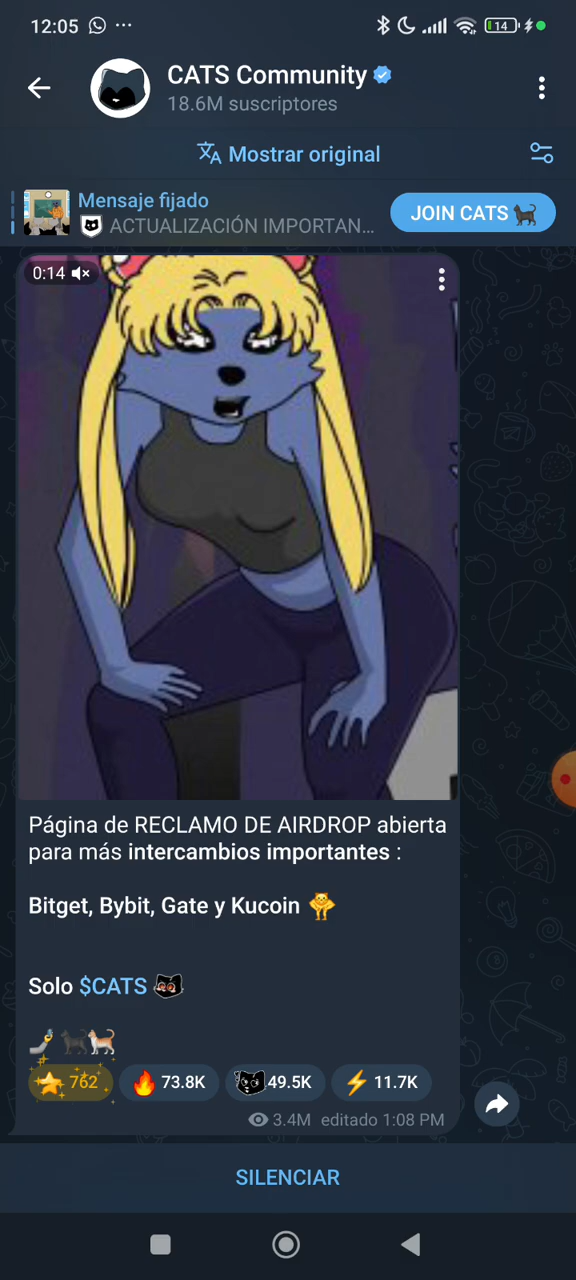 12:05
14
CATS Community
18.6M suscriptores
Mostrar original
Mensaje fijado
ACTUALIZACIÓN IMPORTAN...
JOIN CATS
0:14
Página de RECLAMO DE AIRDROP abierta
para más intercambios importantes :
Bitget, Bybit, Gate y Kucoin
Solo $CATS
762
73.8K
49.5K
11.7K
3.4M editado 1:08 PM
SILENCIAR